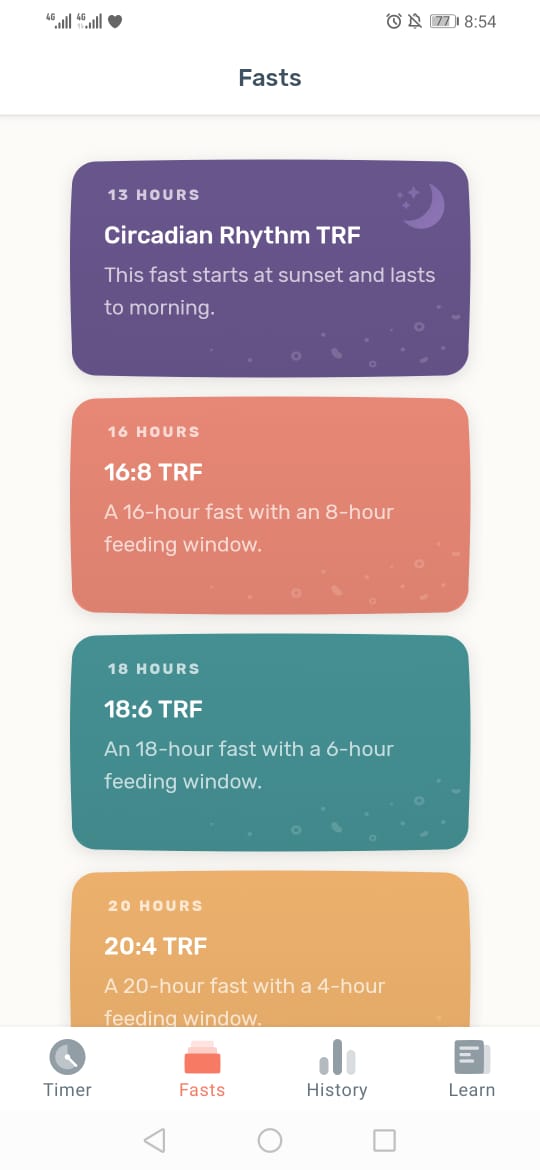 4G 4G 77 8:54
Fasts
13 HOURS
Circadian Rhythm TRF
This fast starts at sunset and lasts
to morning.
16 HOURS
16:8 TRF
A 16-hour fast with an 8-hour
feeding window.
18 HOURS
18:6 TRF
An 18-hour fast with a 6-hour
feeding window.
20 HOURS
20:4 TRF
A 20-hour fast with a 4-hour
feeding window.
Timer Fasts History Learn